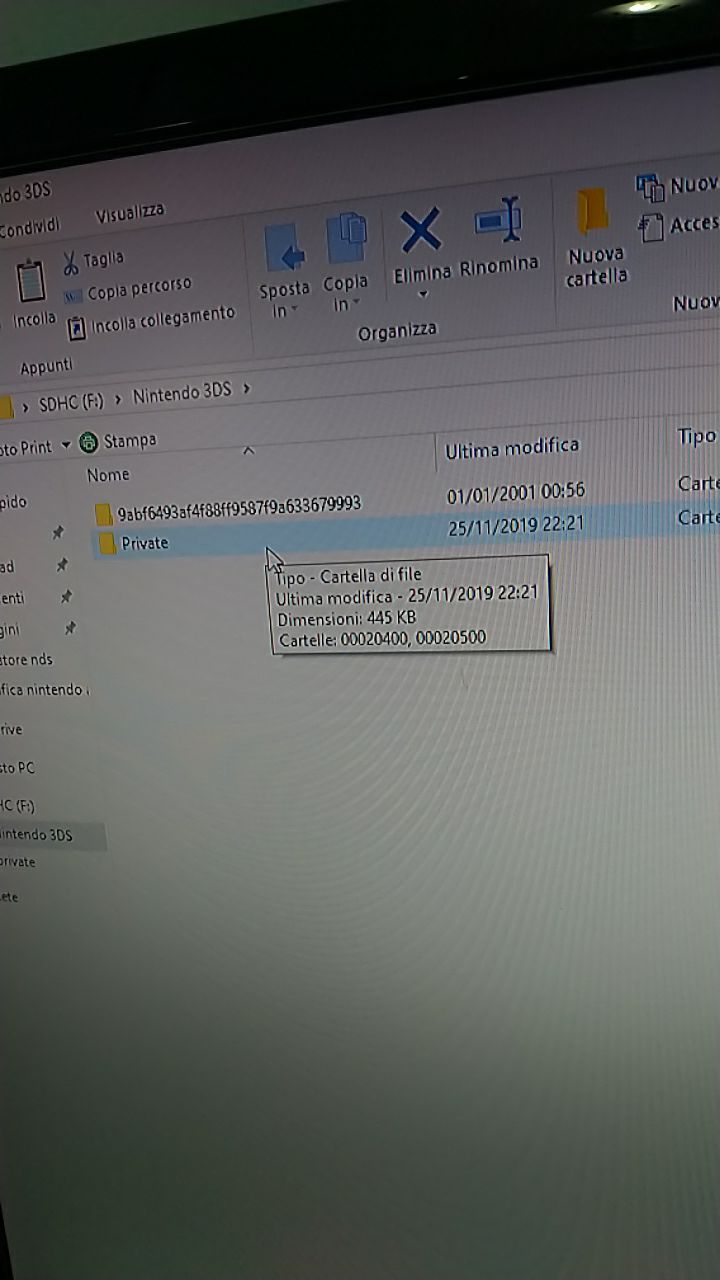 ndo 3DS
Condividi
Visualizza
Incolla
Taglia
Copia percorso
Incolla collegamento
Appunti
Sposta in
Copia in
Elimina
Rinomina
Organizza
Nuova cartella
Nuov
Acces
Nuov
SDHC (F:) > Nintendo 3DS >
oto Print
Stampa
Nome
Ultima modifica
Tipo
9abf6493af4f88ff9587f9a633679993
01/01/2001 00:56
Carte
Private
25/11/2019 22:21
Carte
Tipo - Cartella di file
Ultima modifica - 25/11/2019 22:21
Dimensioni: 445 KB
Cartelle: 00020400, 00020500
pido
ad
enti
gini
atore nds
fica nintendo
rive
sto PC
HC (F:)
intendo 3DS
private
ete